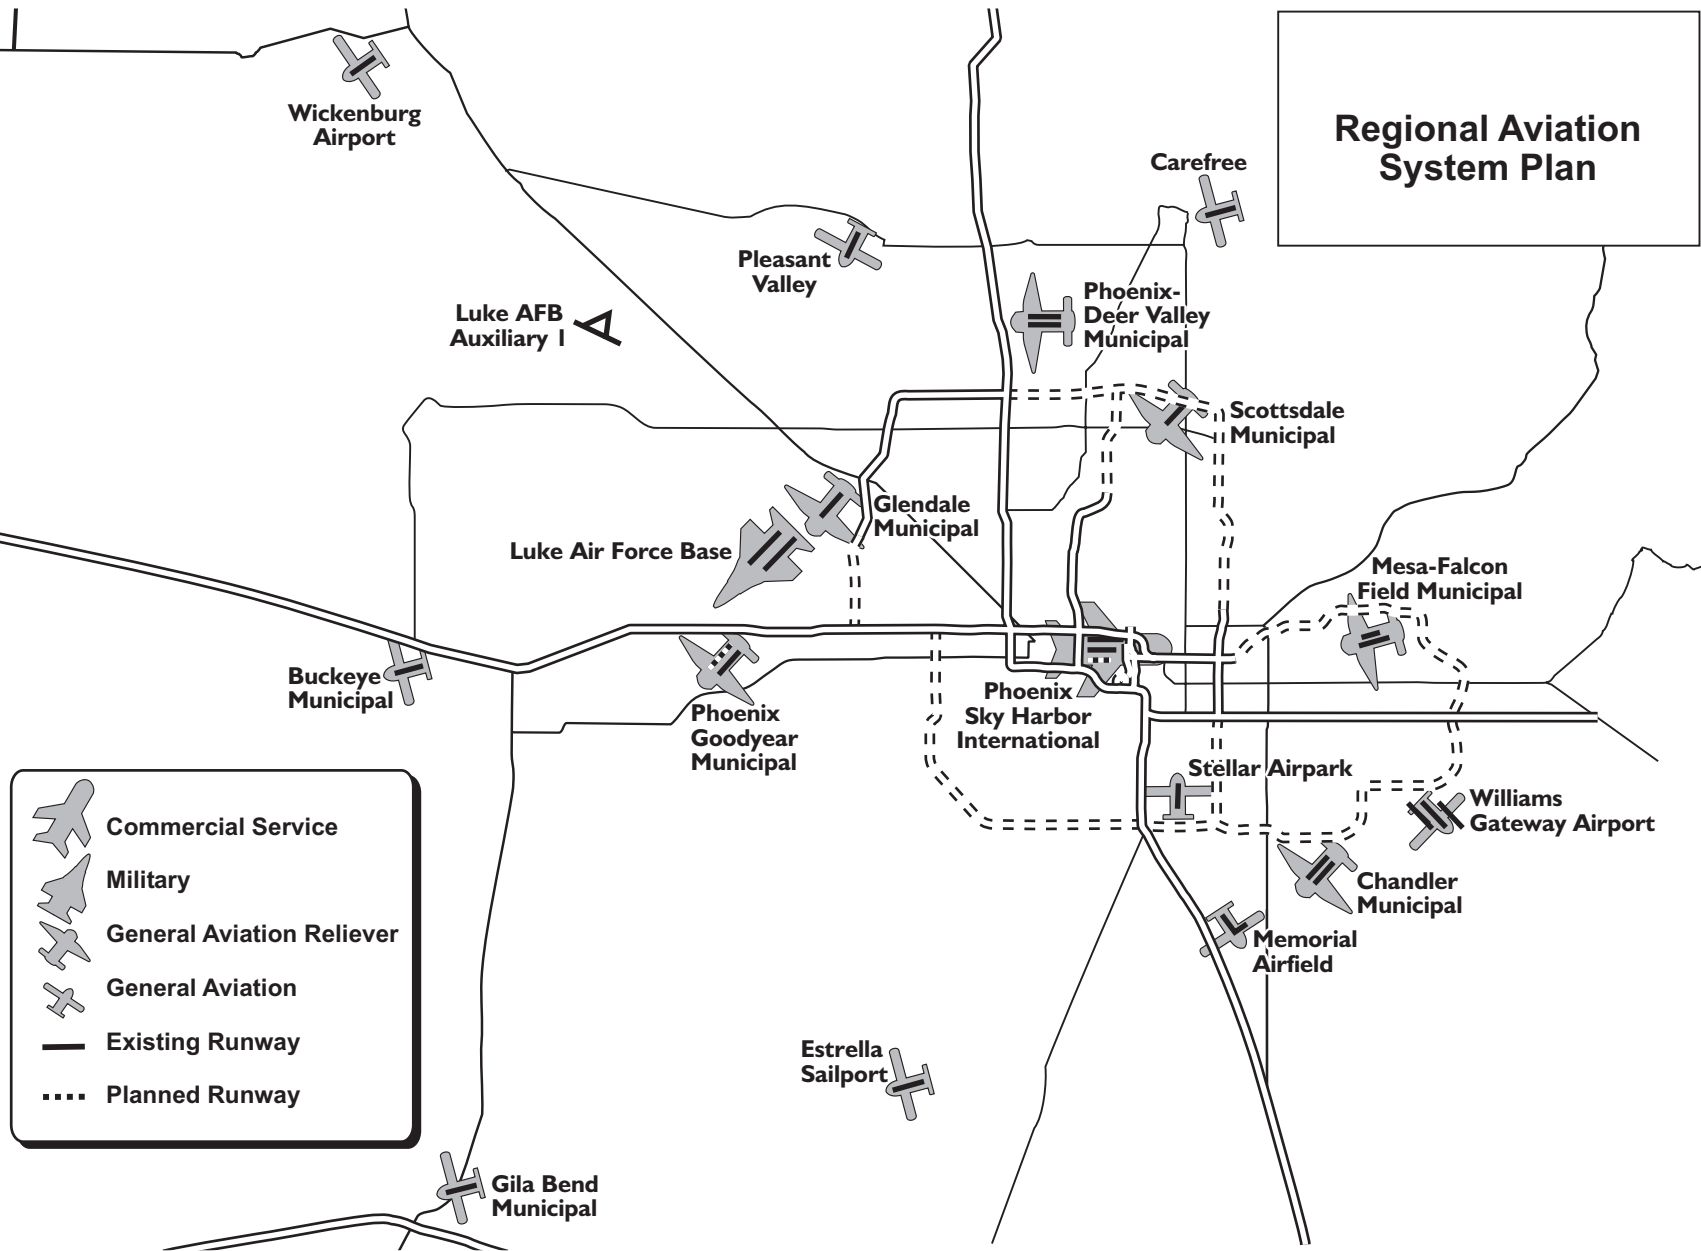 Regional Aviation
System Plan
Wickenburg
Airport
Carefree
Pleasant
Valley
Phoenix-
Deer Valley
Municipal
Luke AFB
Auxiliary 1
Scottsdale
Municipal
Glendale
Municipal
Luke Air Force Base
Mesa-Falcon
Field Municipal
Buckeye
Municipal
Phoenix
Goodyear
Municipal
Phoenix
Sky Harbor
International
Stellar Airpark
Williams
Gateway Airport
Chandler
Municipal
Memorial
Airfield
Estrella
Sailport
Gila Bend
Municipal
Commercial Service
Military
General Aviation Reliever
General Aviation
Existing Runway
Planned Runway